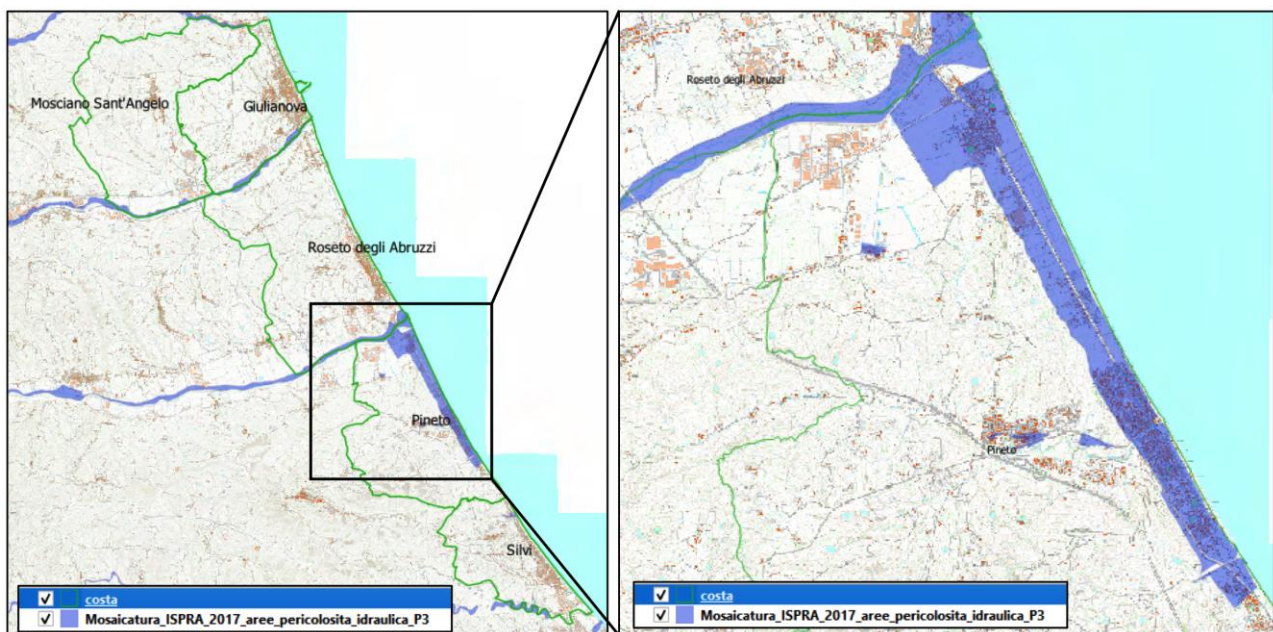 Mosciano Sant'Angelo
Giulianova
Roseto degli Abruzzi
Pineto
Silvi
costa
Mosaicatura_ISPRA_2017_aree_pericolosita_idraulica_P3
Roseto degli Abruzzi
Pineto
costa
Mosaicatura_ISPRA_2017_aree_pericolosita_idraulica_P3